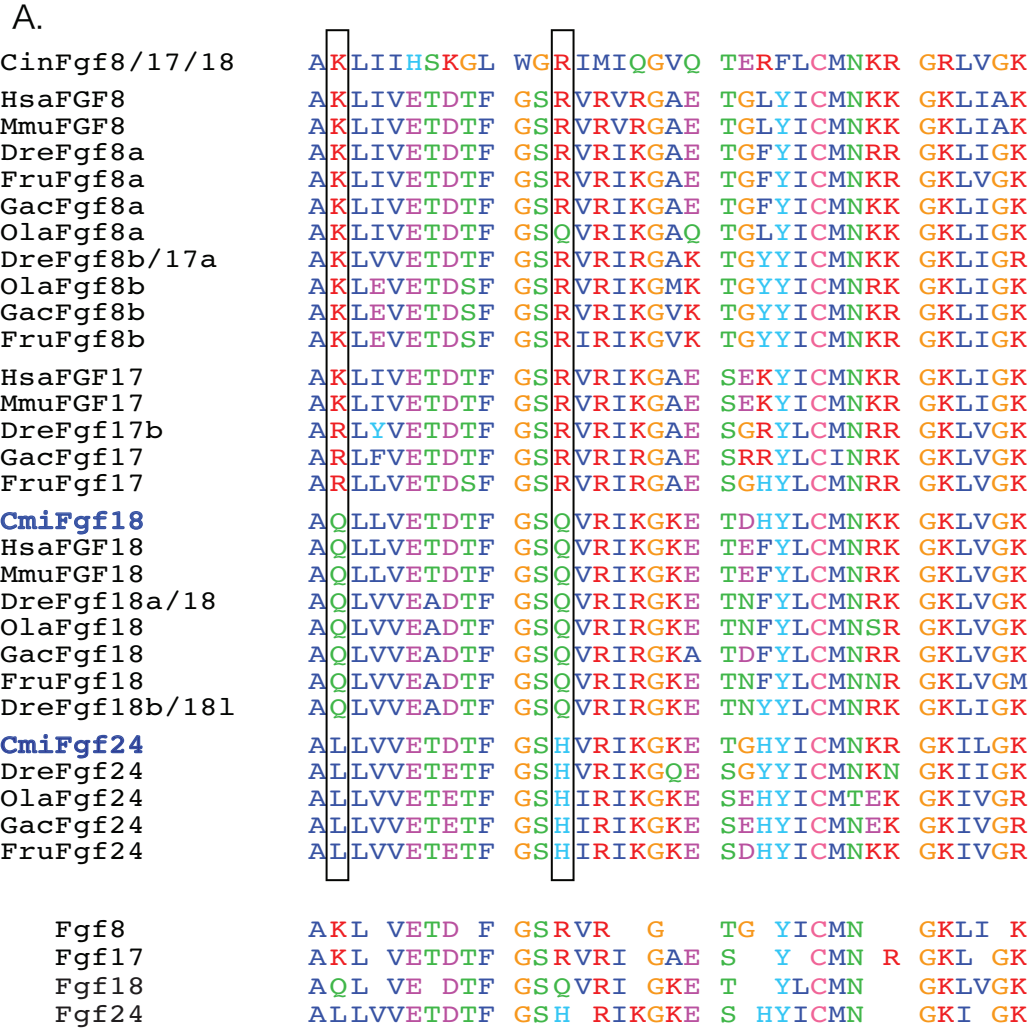 A.
CinFgf8/17/18 AKLIIHSKGL WGRIMIQGVQ TERFLCMNKR GRLVGK
HsaFGF8 AKLIVETDTF GSRVRVRGAE TGLYICMNKK GKLIAK
MmuFGF8 AKLIVETDTF GSRVRVRGAE TGLYICMNKK GKLIAK
DreFgf8a AKLIVETDTF GSRVRIKGAE TGFYICMNRR GKLIGK
FruFgf8a AKLIVETDTF GSRVRIKGAE TGFYICMNKR GKLVGK
GacFgf8a AKLIVETDTF GSRVRIKGAE TGFYICMNKK GKLIGK
OlaFgf8a AKLIVETDTF GSQVRIKGAQ TGLYICMNKK GKLIGK
DreFgf8b/17a AKLVVETDTF GSRVRIRGAK TGYYICMNKK GKLIGR
OlaFgf8b AKLEVETDSF GSRVRIKGMK TGYYICMNRK GKLIGK
GacFgf8b AKLEVETDSF GSRVRIKGVK TGYYICMNKR GKLIGK
FruFgf8b AKLEVETDSF GSRIRIKGVK TGYYICMNKR GKLIGK
HsaFGF17 AKLIVETDTF GSRVRIKGAE SEKYICMNKR GKLIGK
MmuFGF17 AKLIVETDTF GSRVRIKGAE SEKYICMNKR GKLIGK
DreFgf17b ARLYVETDTF GSRVRIKGAE SGRYLCMNRR GKLVGK
GacFgf17 ARLFVETDTF GSRVRIRGAE SRRYLCINRK GKLVGK
FruFgf17 ARLLVETDSF GSRVRIRGAE SGHYLCMNRR GKLVGK
CmiFgf18 AQLLVETDTF GSQVRIKGKE TDHYLCMNKK GKLVGK
HsaFGF18 AQLLVETDTF GSQVRIKGKE TEFYLCMNRK GKLVGK
MmuFGF18 AQLLVETDTF GSQVRIKGKE TEFYLCMNRK GKLVGK
DreFgf18a/18 AQLVVEADTF GSQVRIRGKE TNFYLCMNRK GKLVGK
OlaFgf18 AQLVVEADTF GSQVRIRGKE TNFYLCMNSR GKLVGK
GacFgf18 AQLVVEADTF GSQVRIRGKA TDFYLCMNRR GKLVGK
FruFgf18 AQLVVEADTF GSQVRIRGKE TNFYLCMNNR GKLVGM
DreFgf18b/18l AQLVVEADTF GSQVRIRGKE TNYYLCMNRK GKLIGK
CmiFgf24 ALLVVETDTF GSHVRIKGKE TGHYICMNKR GKILGK
DreFgf24 ALLVVETETF GSHVRIKGQE SGYYICMNKN GKIIGK
OlaFgf24 ALLVVETETF GSHIRIKGKE SEHYICMTEK GKIVGR
GacFgf24 ALLVVETETF GSHIRIKGKE SEHYICMNEK GKIVGR
FruFgf24 ALLVVETETF GSHIRIKGKE SDHYICMNKK GKIVGR
Fgf8 AKL VETD F GSRVR G TG YICMN GKLI K
Fgf17 AKL VETDTF GSRVRI GAE S Y CMN R GKL GK
Fgf18 AQL VE DTF GSQVRI GKE T YLCMN GKLVGK
Fgf24 ALLVVETDTF GSH RIKGKE S HYICMN GKI GK